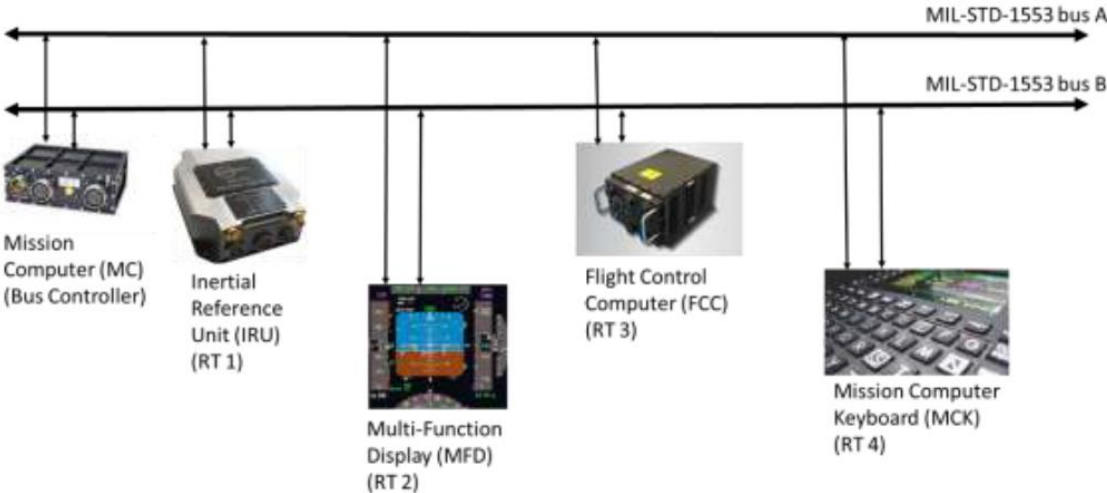 MIL-STD-1553 bus A
MIL-STD-1553 bus B
Mission
Computer (MC)
(Bus Controller)
Inertial
Reference
Unit (IRU)
(RT 1)
Multi-Function
Display (MFD)
(RT 2)
Flight Control
Computer (FCC)
(RT 3)
Mission Computer
Keyboard (MCK)
(RT 4)